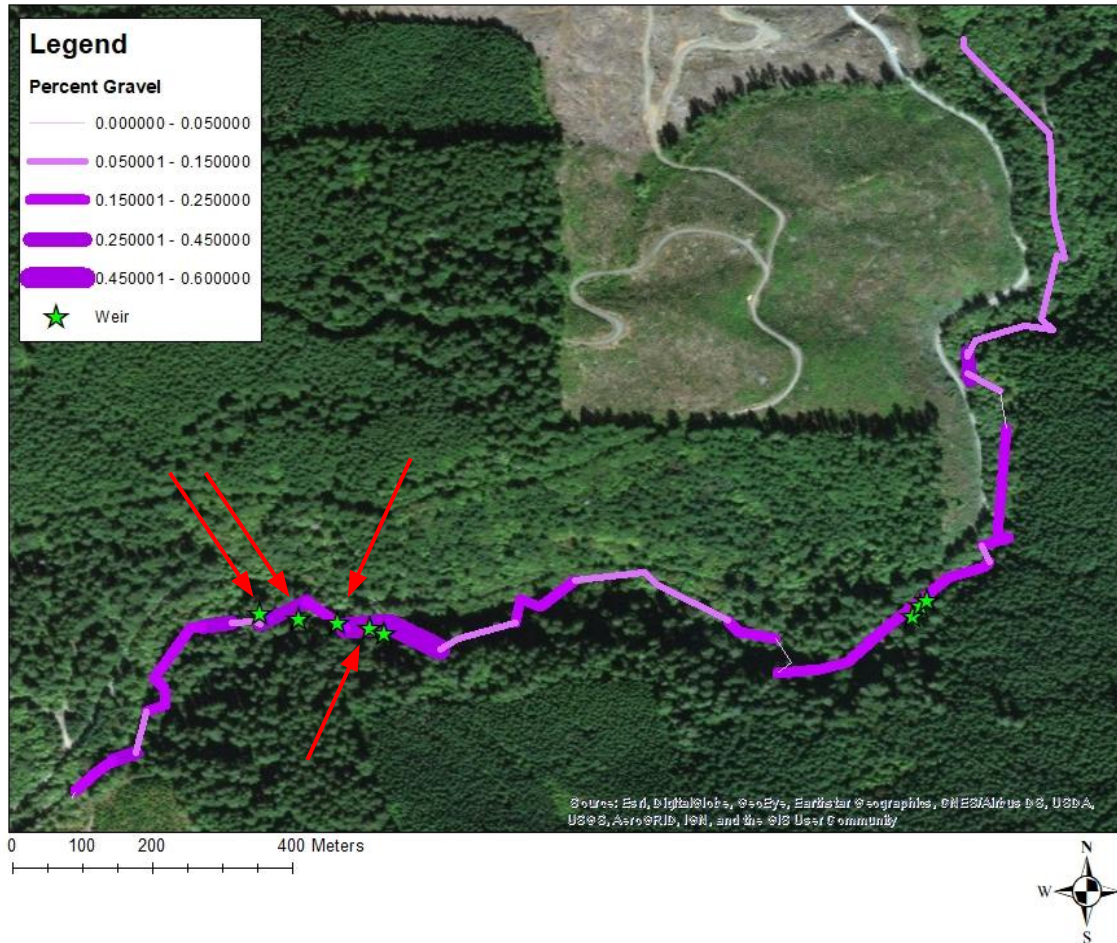 Legend
Percent Gravel
0.000000 - 0.050000
0.050001 - 0.150000
0.150001 - 0.250000
0.250001 - 0.450000
0.450001 - 0.600000
Weir
Source: Esri, DigitalGlobe, GeoEye, Earthstar Geographics, CNES/Airbus DS, USDA,
USGS, AeroGRID, IGN, and the GIS User Community
0 100 200 400 Meters
N
W
S